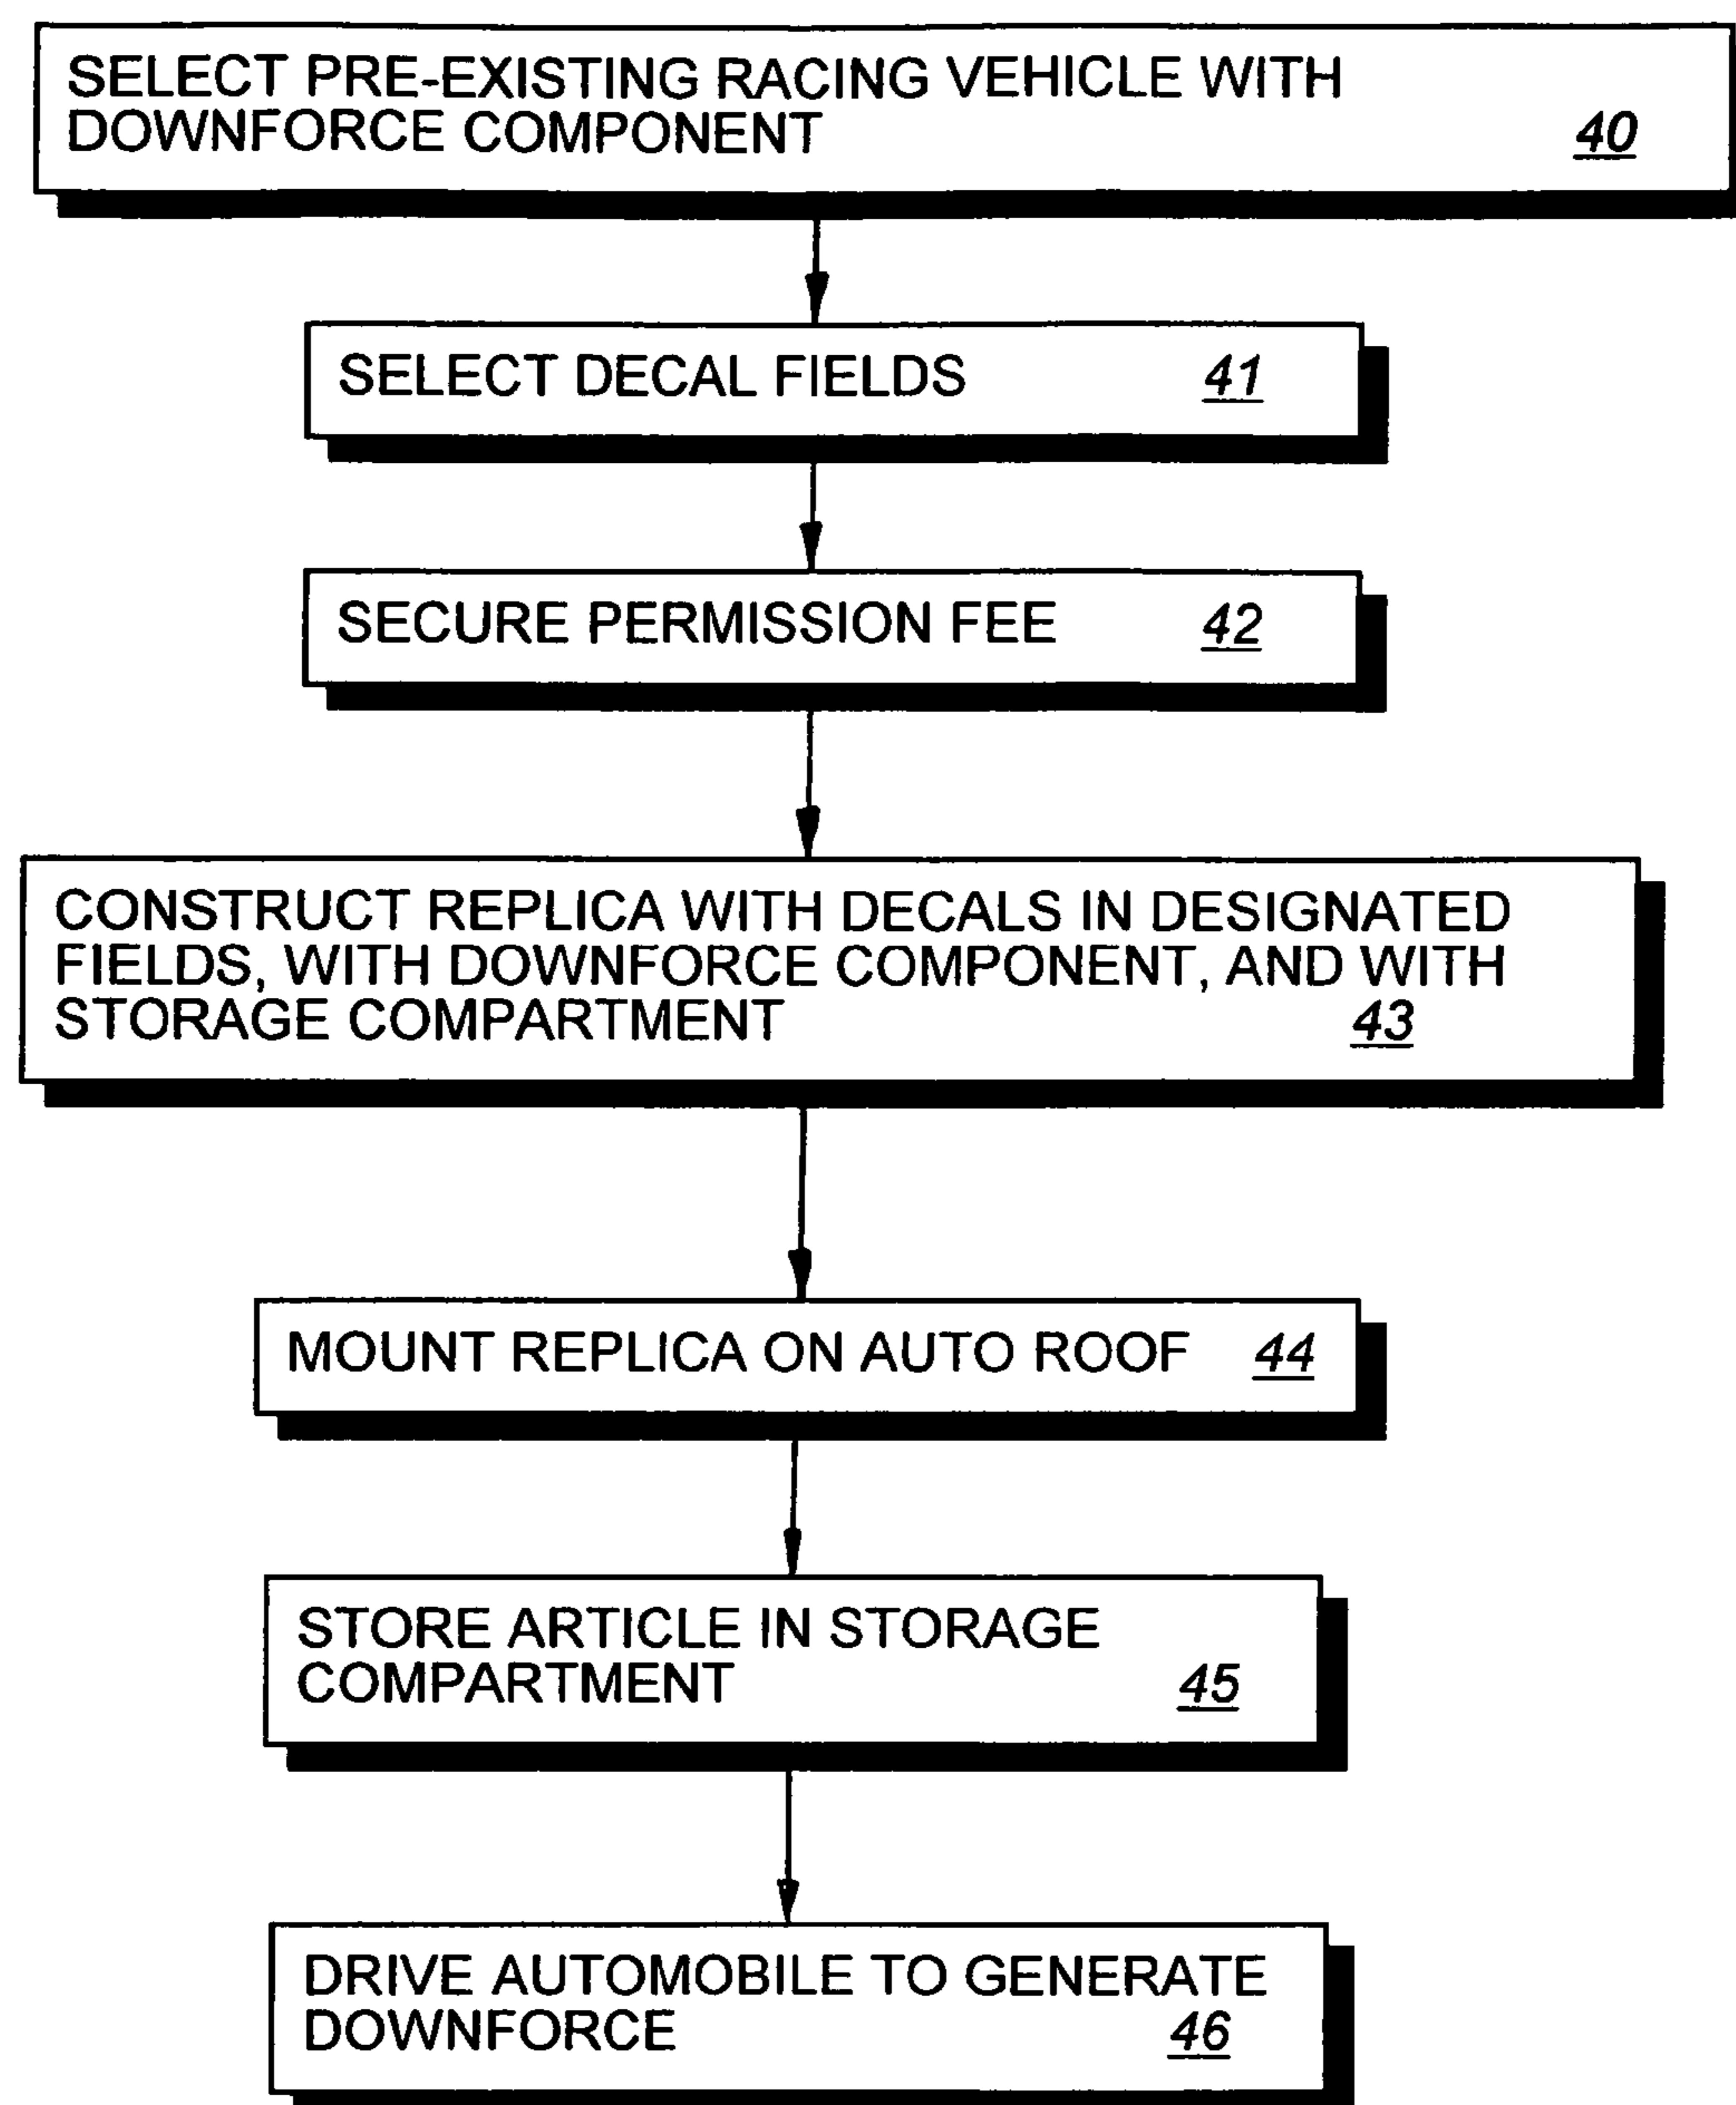 SELECT PRE-EXISTING RACING VEHICLE WITH
DOWNFORCE COMPONENT 40
SELECT DECAL FIELDS 41
SECURE PERMISSION FEE 42
CONSTRUCT REPLICA WITH DECALS IN DESIGNATED
FIELDS, WITH DOWNFORCE COMPONENT, AND WITH
STORAGE COMPARTMENT 43
MOUNT REPLICA ON AUTO ROOF 44
STORE ARTICLE IN STORAGE
COMPARTMENT 45
DRIVE AUTOMOBILE TO GENERATE
DOWNFORCE 46